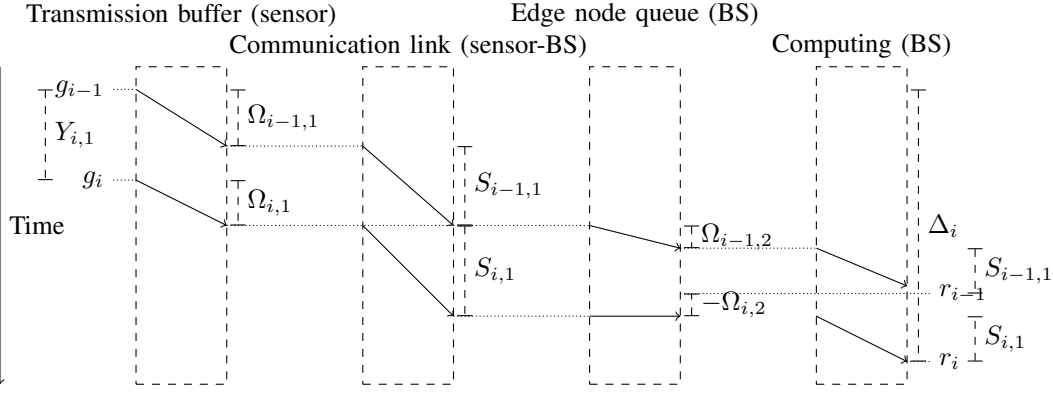 Transmission buffer (sensor)
Edge node queue (BS)
Communication link (sensor-BS)
Computing (BS)
g_{i−1}
Ω_{i−1,1}
Y_{i,1}
S_{i−1,1}
g_i
Ω_{i,1}
Time
Δ_i
Ω_{i−1,2}
S_{i,1}
S_{i−1,1}
r_{i−1}
−Ω_{i,2}
S_{i,1}
r_i